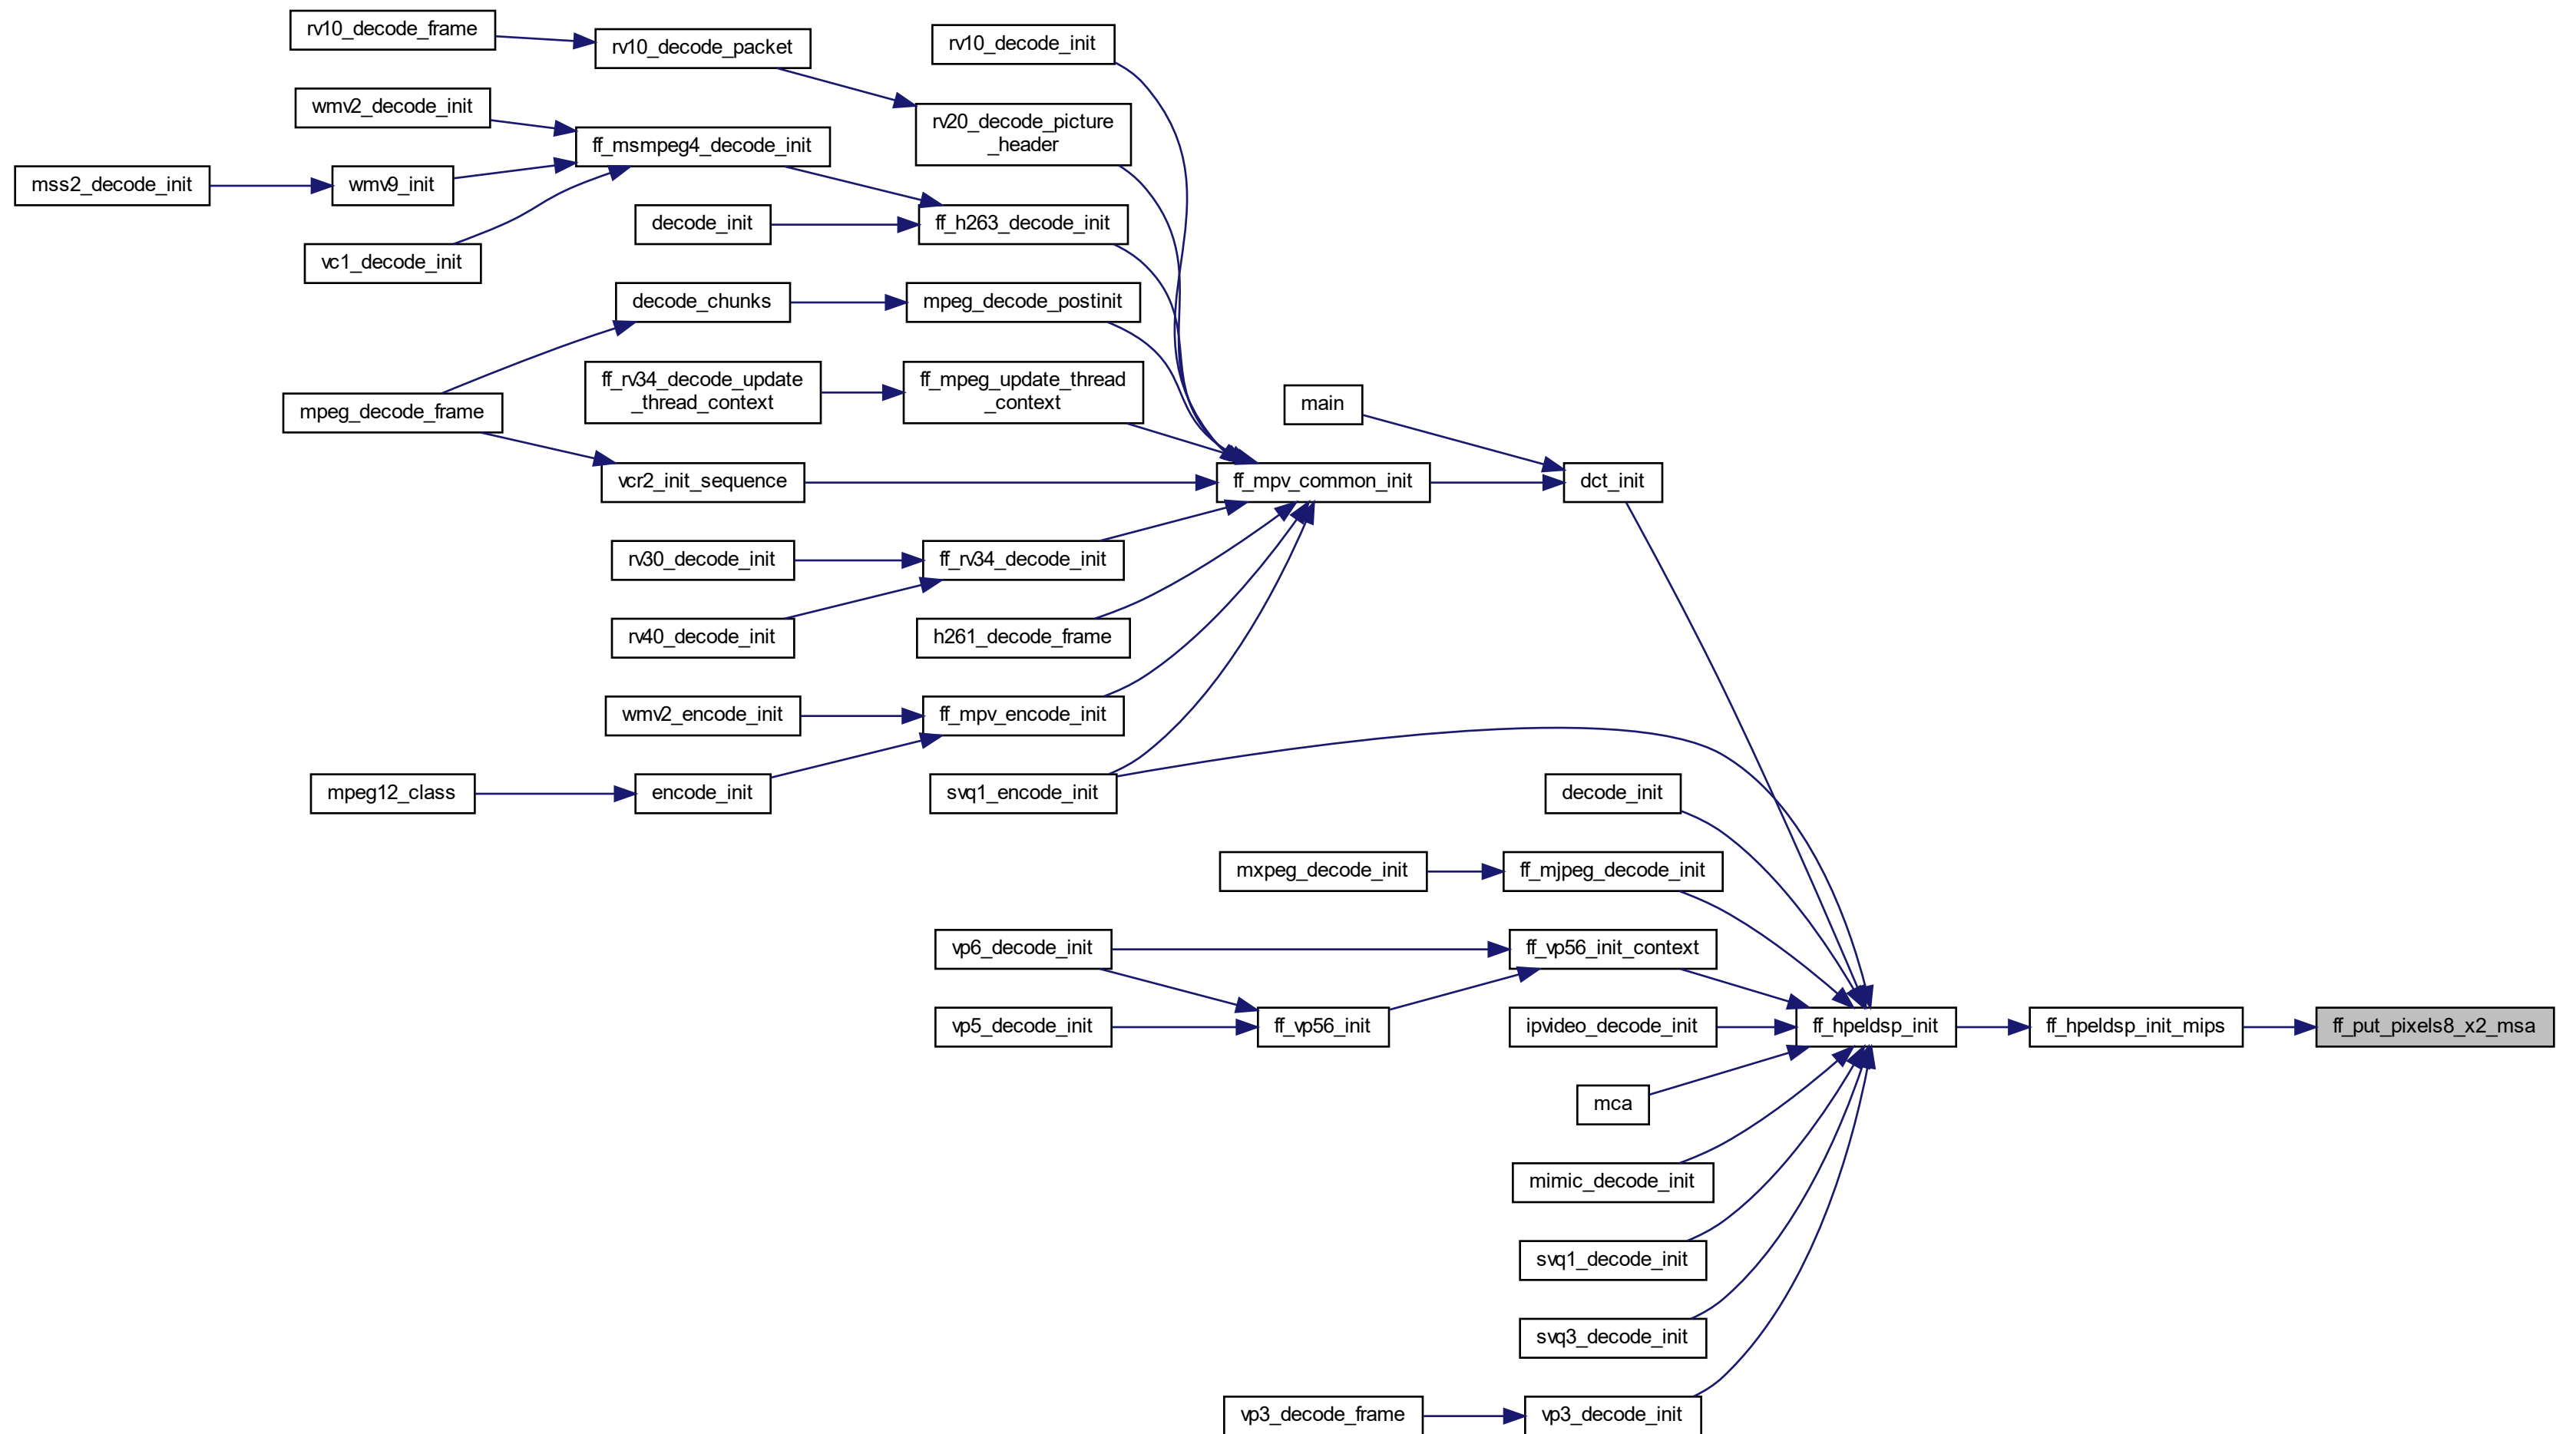 rv10_decode_frame
rv10_decode_packet
rv10_decode_init
wmv2_decode_init
rv20_decode_picture
_header
ff_msmpeg4_decode_init
mss2_decode_init
wmv9_init
decode_init
ff_h263_decode_init
vc1_decode_init
decode_chunks
mpeg_decode_postinit
ff_rv34_decode_update
_thread_context
ff_mpeg_update_thread
_context
main
mpeg_decode_frame
vcr2_init_sequence
ff_mpv_common_init
dct_init
rv30_decode_init
ff_rv34_decode_init
rv40_decode_init
h261_decode_frame
wmv2_encode_init
ff_mpv_encode_init
mpeg12_class
encode_init
svq1_encode_init
decode_init
mxpeg_decode_init
ff_mjpeg_decode_init
vp6_decode_init
ff_vp56_init_context
vp5_decode_init
ff_vp56_init
ipvideo_decode_init
ff_hpeldsp_init
ff_hpeldsp_init_mips
ff_put_pixels8_x2_msa
mca
mimic_decode_init
svq1_decode_init
svq3_decode_init
vp3_decode_frame
vp3_decode_init